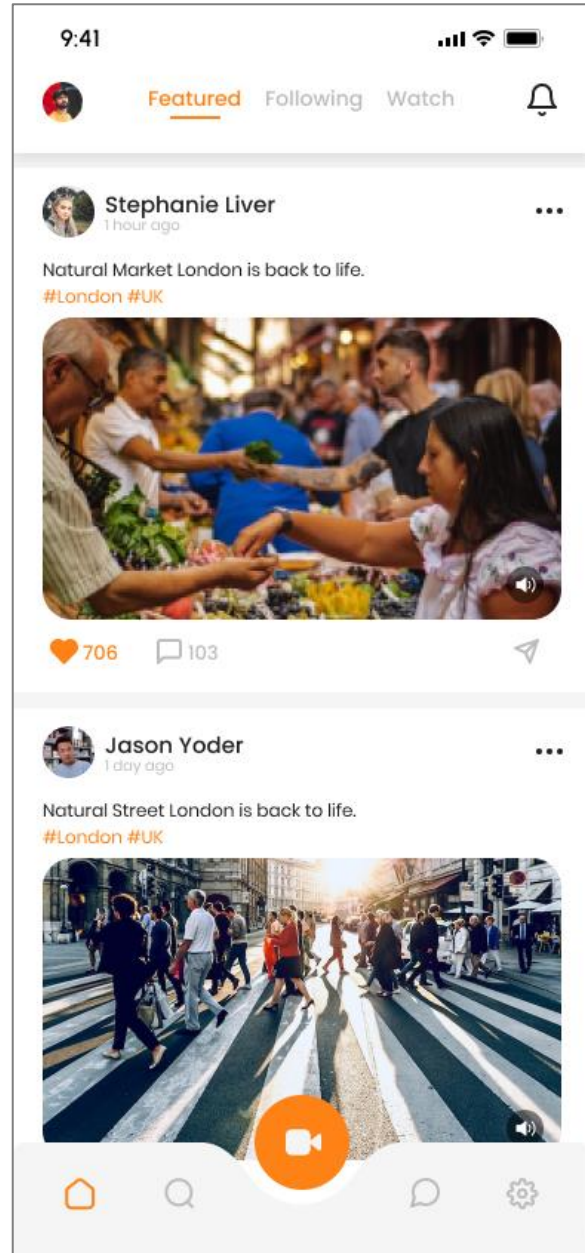 9:41
Featured Following Watch
Stephanie Liver
1 hour ago
Natural Market London is back to life.
#London #UK
706 103
Jason Yoder
1 day ago
Natural Street London is back to life.
#London #UK